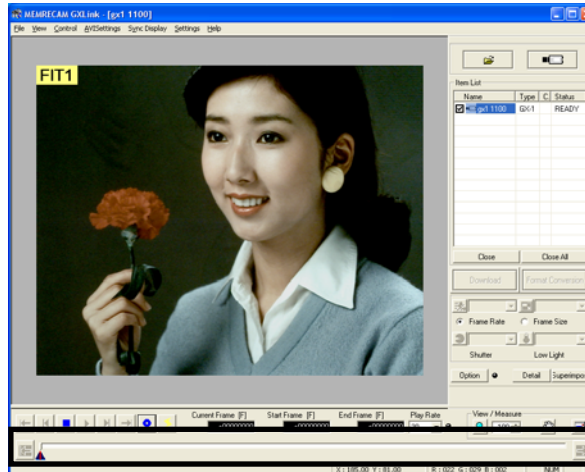 MEMRECAM GXLink - [gx1 1100]
File View Control AVISettings Sync Display Settings Help
FIT1
Item List
Name Type C. Status
gx1 1100 GX-1 READY
Close Close All
Download Format Conversion
Frame Rate Frame Size
Shutter Low Light
Option Detail Superimpo
Current Frame [F] Start Frame [F] End Frame [F] Play Rate View / Measure
X : 185.00 Y : 81.00 R : 022 G : 029 B : 002 NUM